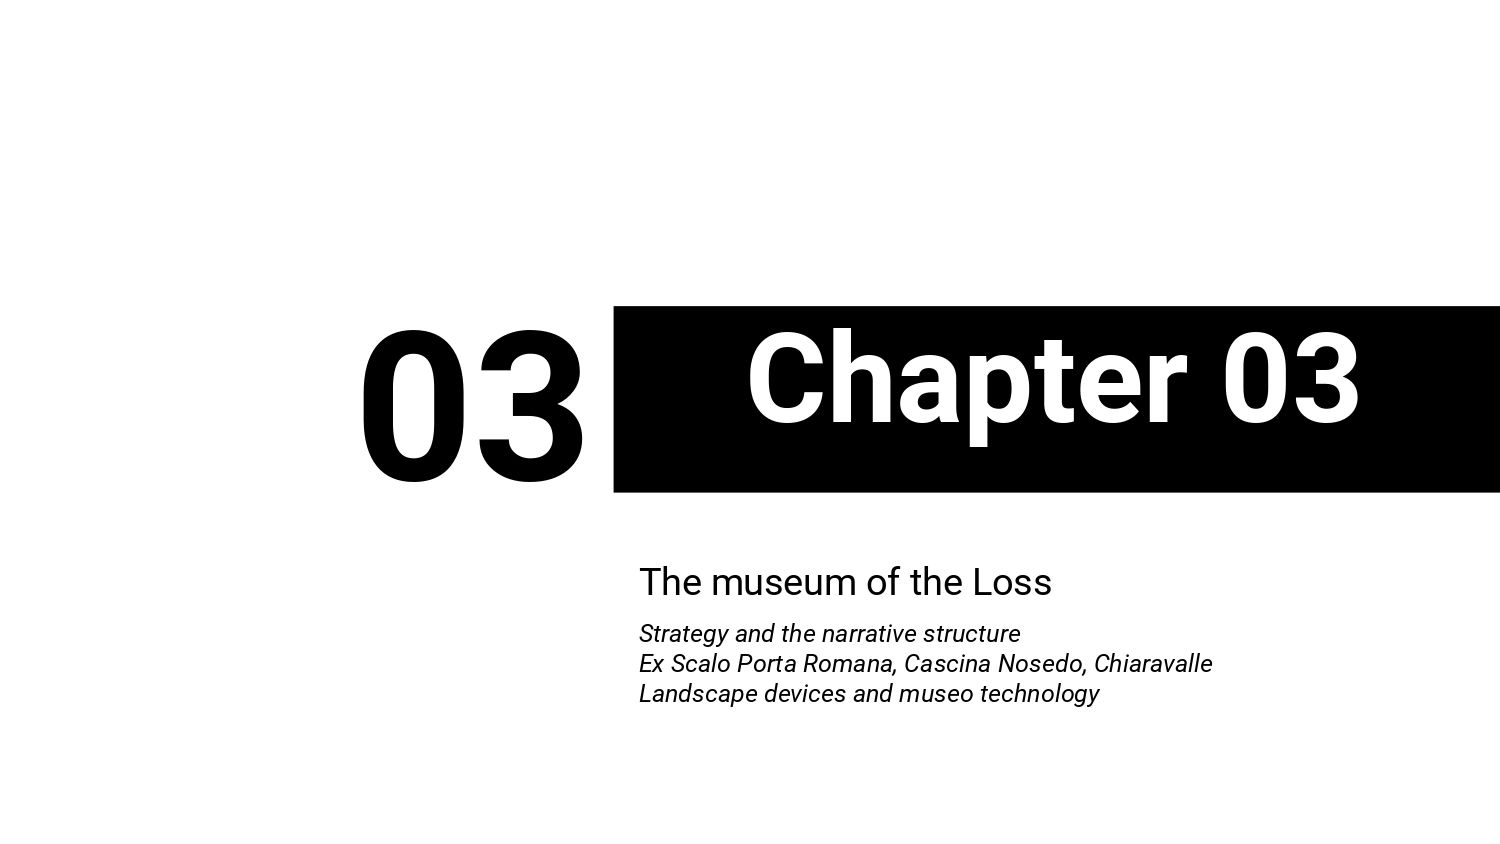 03
Chapter 03
The museum of the Loss
Strategy and the narrative structure
Ex Scalo Porta Romana, Cascina Nosedo, Chiaravalle
Landscape devices and museo technology